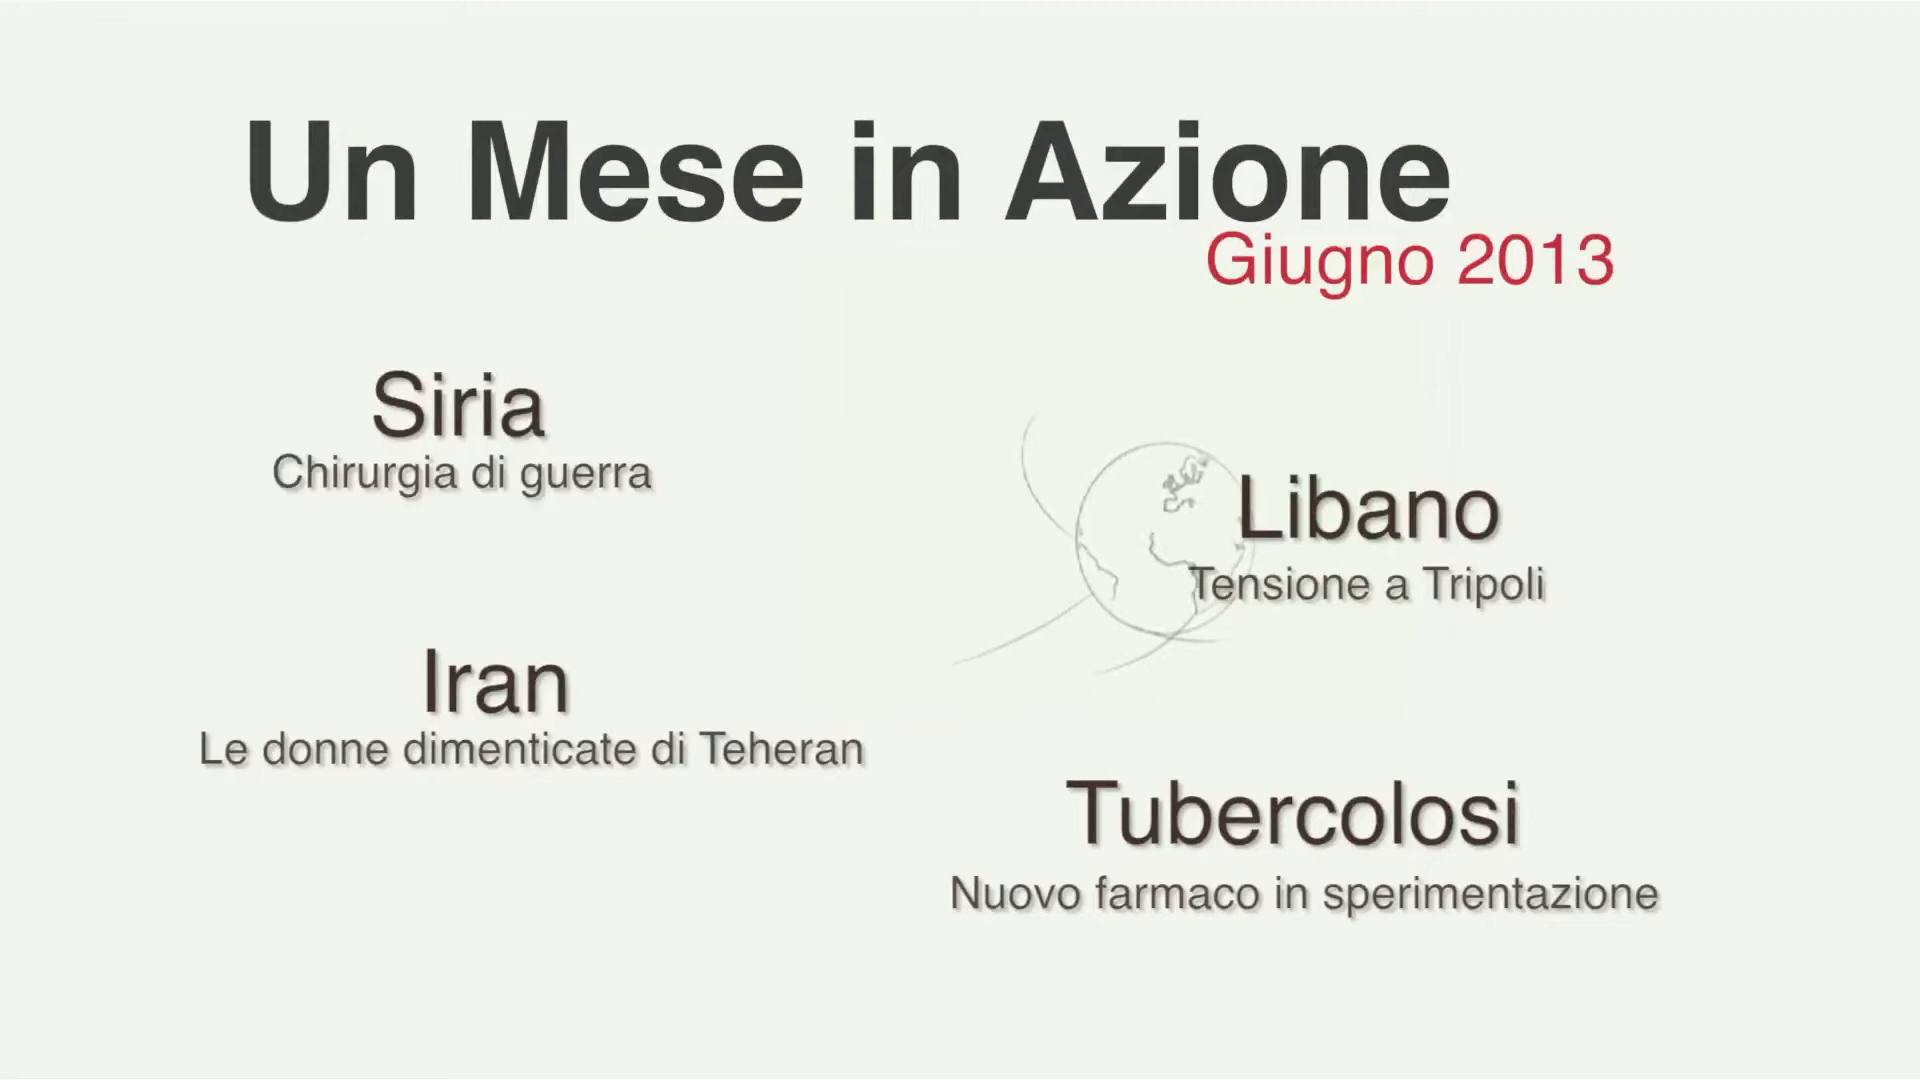 Un Mese in Azione
Giugno 2013
Siria
Chirurgia di guerra
Libano
Tensione a Tripoli
Iran
Le donne dimenticate di Teheran
Tubercolosi
Nuovo farmaco in sperimentazione